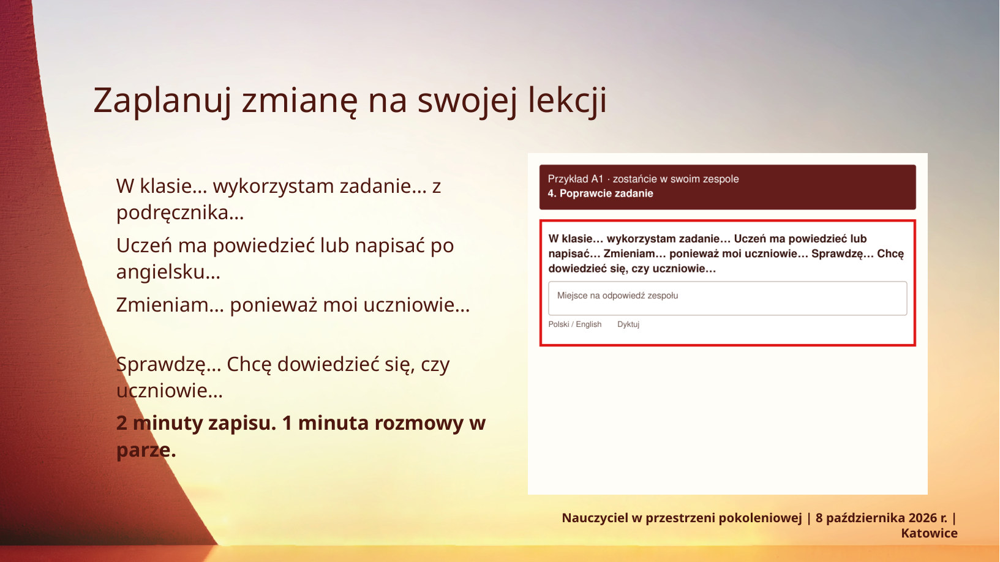 Zaplanuj zmianę na swojej lekcji
W klasie… wykorzystam zadanie… z
podręcznika…
Uczeń ma powiedzieć lub napisać po
angielsku…
Zmieniam… ponieważ moi uczniowie…
Sprawdzę… Chcę dowiedzieć się, czy
uczniowie…
2 minuty zapisu. 1 minuta rozmowy w
parze.
Przykład A1 · zostańcie w swoim zespole
4. Poprawcie zadanie
W klasie… wykorzystam zadanie… Uczeń ma powiedzieć lub
napisać… Zmieniam… ponieważ moi uczniowie… Sprawdzę… Chcę
dowiedzieć się, czy uczniowie…
Miejsce na odpowiedź zespołu
Polski / English Dyktuj
Nauczyciel w przestrzeni pokoleniowej | 8 października 2026 r. |
Katowice